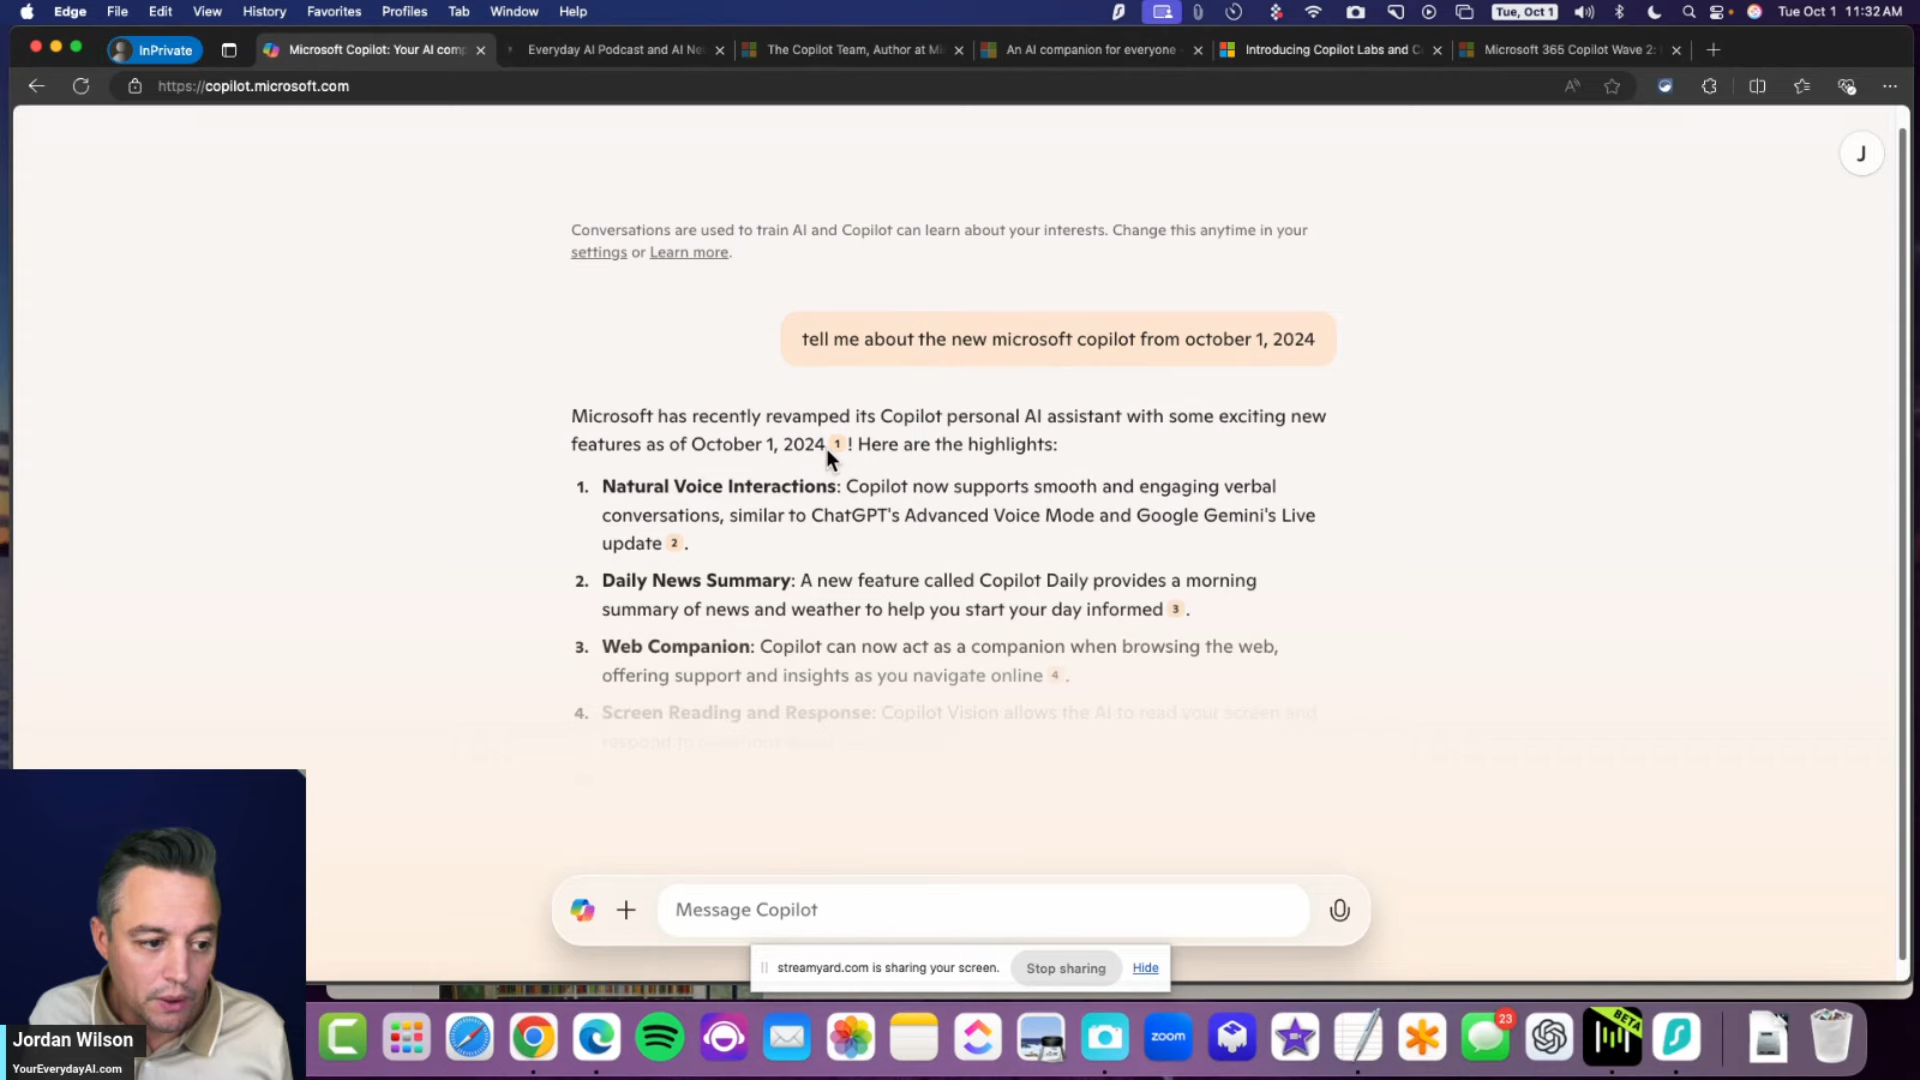 Edge File Edit View History Favorites Profiles Tab Window Help Tue, Oct 1 Tue Oct 1 11:32 AM
InPrivate Microsoft Copilot: Your AI comp Everyday AI Podcast and AI Ne The Copilot Team, Author at Mi An AI companion for everyone Introducing Copilot Labs and C Microsoft 365 Copilot Wave 2:
https://copilot.microsoft.com
J
Conversations are used to train AI and Copilot can learn about your interests. Change this anytime in your
settings or Learn more.
tell me about the new microsoft copilot from october 1, 2024
Microsoft has recently revamped its Copilot personal AI assistant with some exciting new
features as of October 1, 2024 1 ! Here are the highlights:
1. Natural Voice Interactions: Copilot now supports smooth and engaging verbal
conversations, similar to ChatGPT's Advanced Voice Mode and Google Gemini's Live
update 2 .
2. Daily News Summary: A new feature called Copilot Daily provides a morning
summary of news and weather to help you start your day informed 3 .
3. Web Companion: Copilot can now act as a companion when browsing the web,
offering support and insights as you navigate online 4 .
4. Screen Reading and Response: Copilot Vision allows the AI to read your screen and
respond to
Message Copilot
streamyard.com is sharing your screen. Stop sharing Hide
Jordan Wilson
YourEverydayAI.com
zoom
23
BETA